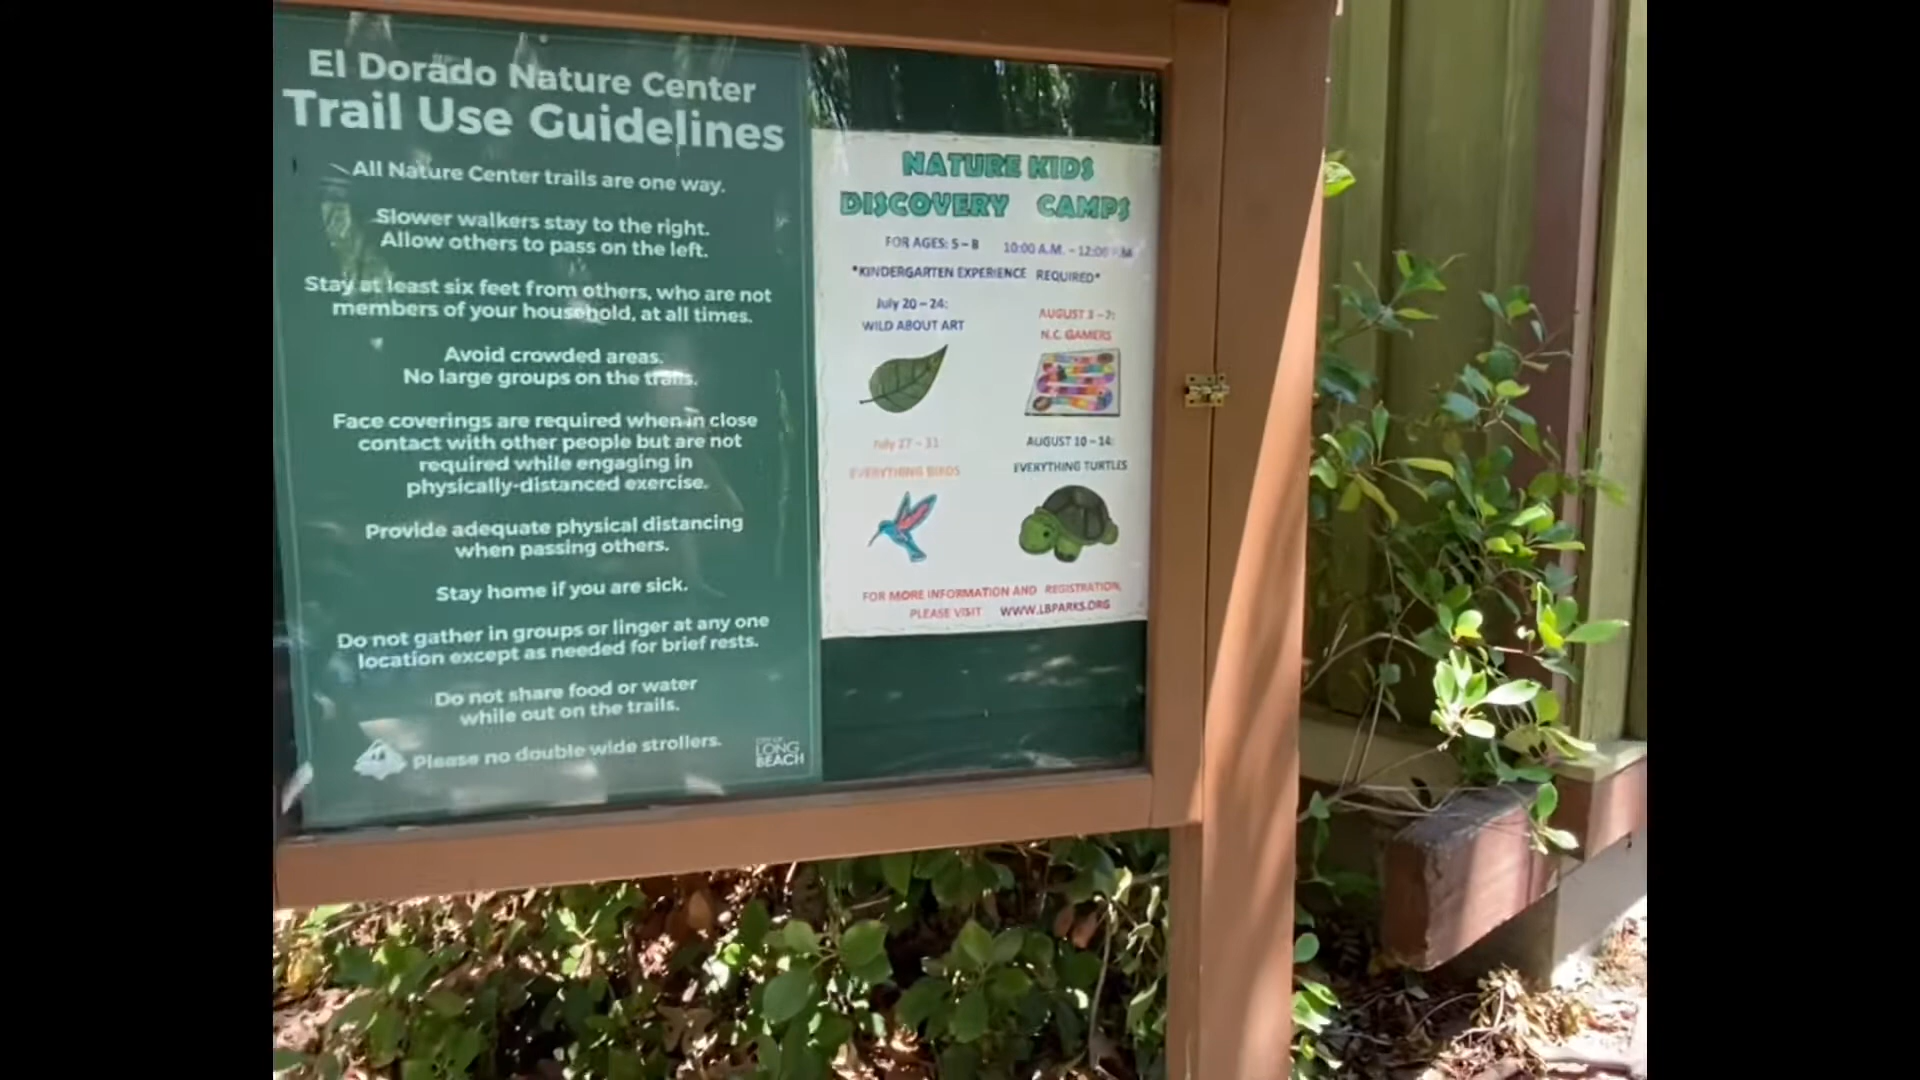 El Dorado Nature Center
Trail Use Guidelines
All Nature Center trails are one way.
Slower walkers stay to the right.
Allow others to pass on the left.
Stay at least six feet from others, who are not
members of your household, at all times.
Avoid crowded areas.
No large groups on the trails.
Face coverings are required when in close
contact with other people but are not
required while engaging in
physically-distanced exercise.
Provide adequate physical distancing
when passing others.
Stay home if you are sick.
Do not gather in groups or linger at any one
location except as needed for brief rests.
Do not share food or water
while out on the trails.
Please no double wide strollers.
CITY OF
LONG
BEACH
NATURE KIDS
DISCOVERY CAMPS
FOR AGES: 5 – 8 10:00 A.M. – 12:00 P.M
*KINDERGARTEN EXPERIENCE REQUIRED*
July 20 – 24:
WILD ABOUT ART
AUGUST 3 – 7:
N.C. GAMERS
July 27 – 31
EVERYTHING BIRDS
AUGUST 10 – 14:
EVERYTHING TURTLES
FOR MORE INFORMATION AND REGISTRATION,
PLEASE VISIT WWW.LBPARKS.ORG